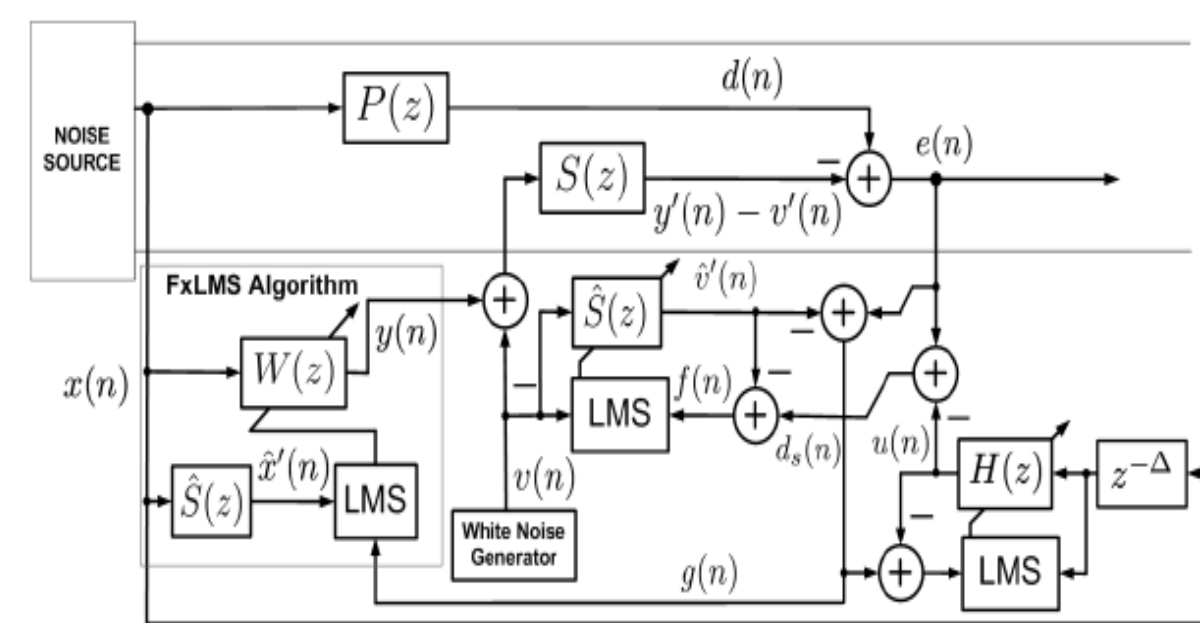 d(n)
P(z)
NOISE
SOURCE
e(n)
−
+
S(z)
y′(n) − v′(n)
FxLMS Algorithm
v̂′(n)
+
Ŝ(z)
+
−
y(n)
W(z)
x(n)
−
f(n)
−
+
LMS
+
d_s(n)
u(n)
−
H(z)
z^{−Δ}
x̂′(n)
Ŝ(z)
LMS
v(n)
−
White Noise
Generator
+
LMS
g(n)